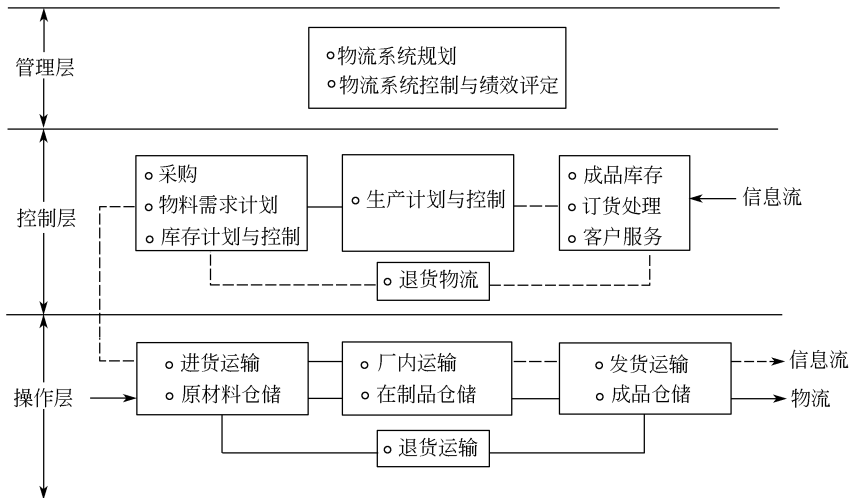 管理层
物流系统规划
物流系统控制与绩效评定
控制层
采购
物料需求计划
库存计划与控制
生产计划与控制
成品库存
订货处理
客户服务
信息流
退货物流
操作层
进货运输
原材料仓储
厂内运输
在制品仓储
发货运输
成品仓储
信息流
物流
退货运输